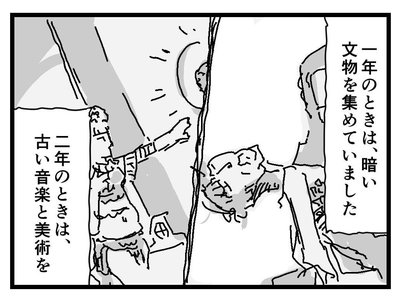 一年のときは、暗い
文物を集めていました
二年のときは、
古い音楽と美術を